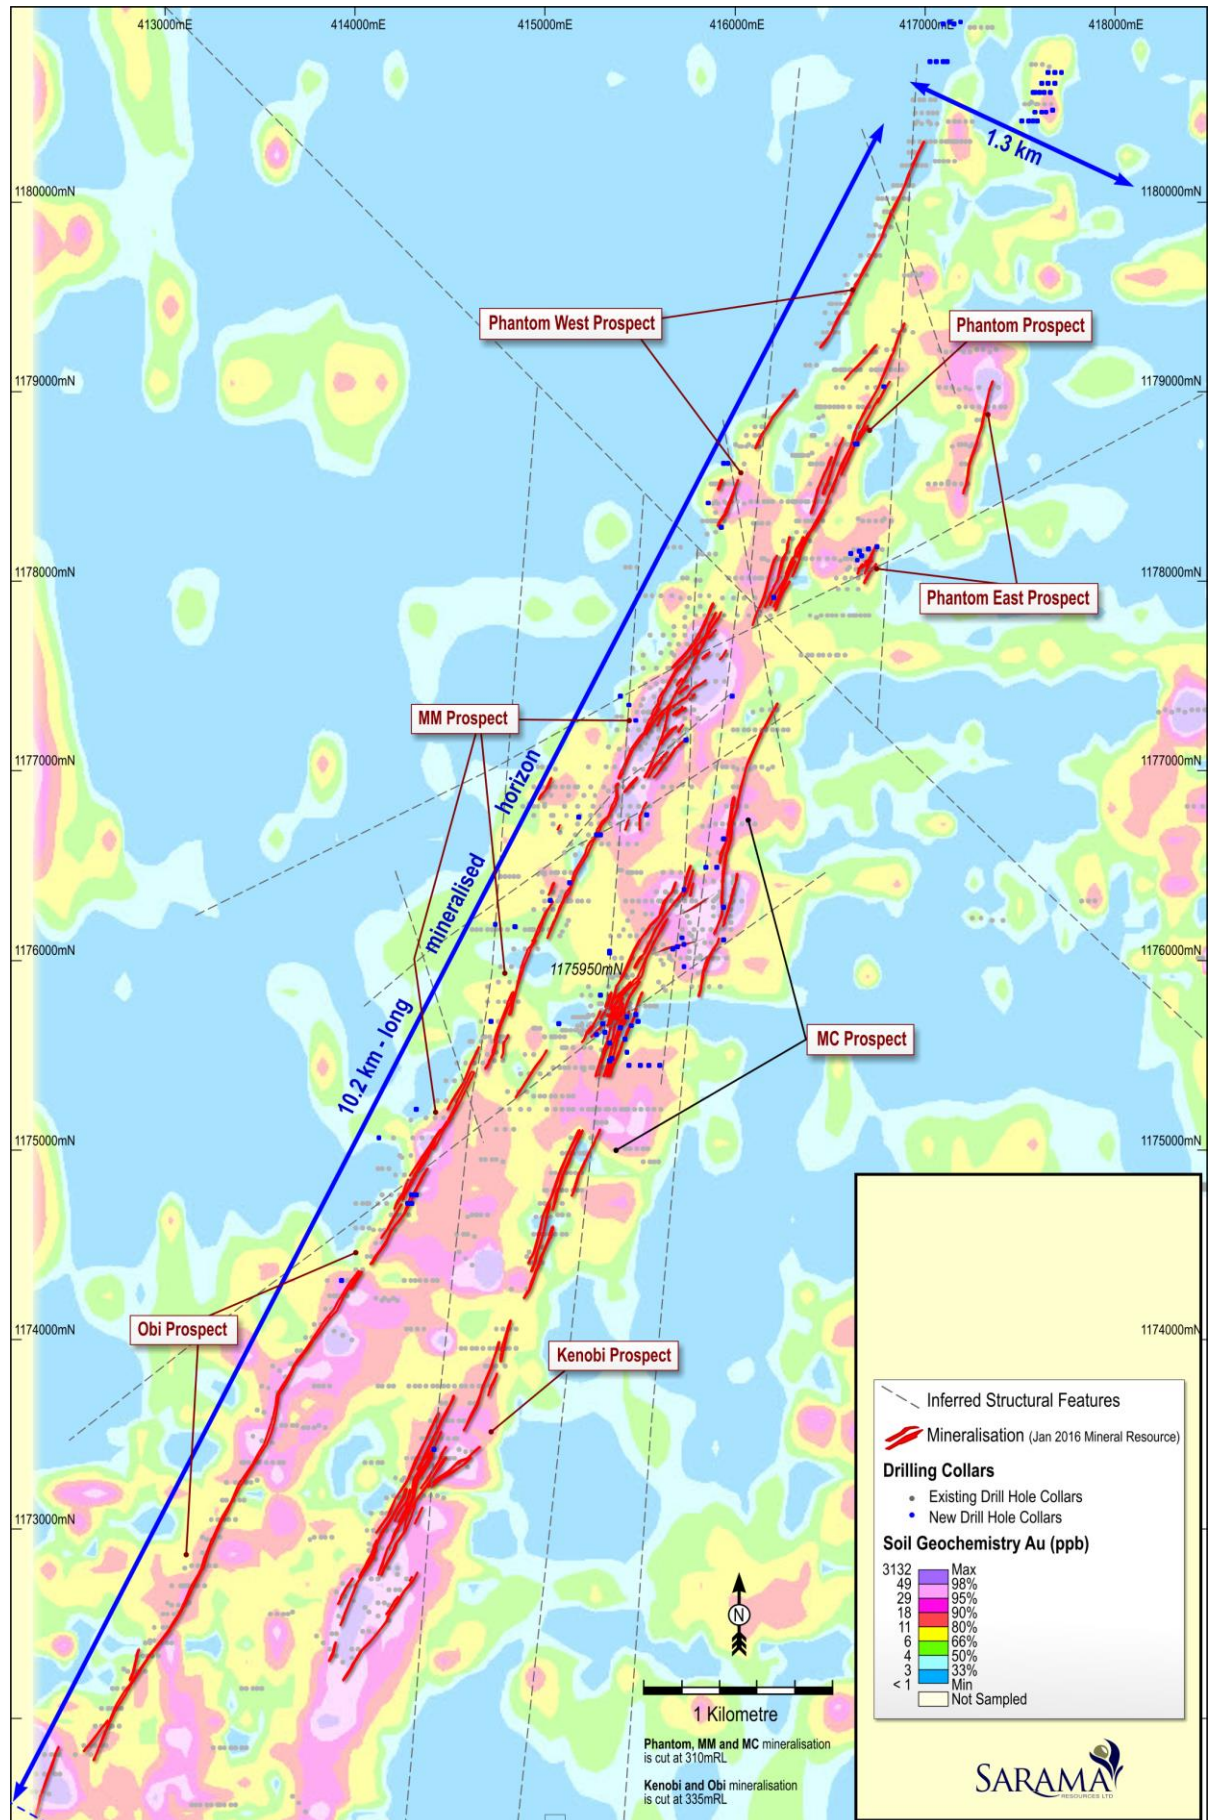 413000mE 414000mE 415000mE 416000mE 417000mE 418000mE
1.3 km
1180000mN 1180000mN
Phantom West Prospect
Phantom Prospect
1179000mN 1179000mN
1178000mN 1178000mN
Phantom East Prospect
MM Prospect
1177000mN 1177000mN
10.2 km - long mineralised horizon
1176000mN 1176000mN
1175950mN
MC Prospect
1175000mN 1175000mN
Obi Prospect
1174000mN 1174000mN
Kenobi Prospect
1173000mN
Inferred Structural Features
Mineralisation (Jan 2016 Mineral Resource)
Drilling Collars
Existing Drill Hole Collars
New Drill Hole Collars
Soil Geochemistry Au (ppb)
3132 Max
49 98%
29 95%
18 90%
11 80%
6 66%
4 50%
3 33%
< 1 Min
Not Sampled
N
1 Kilometre
Phantom, MM and MC mineralisation
is cut at 310mRL
Kenobi and Obi mineralisation
is cut at 335mRL
SARAMA
RESOURCES LTD